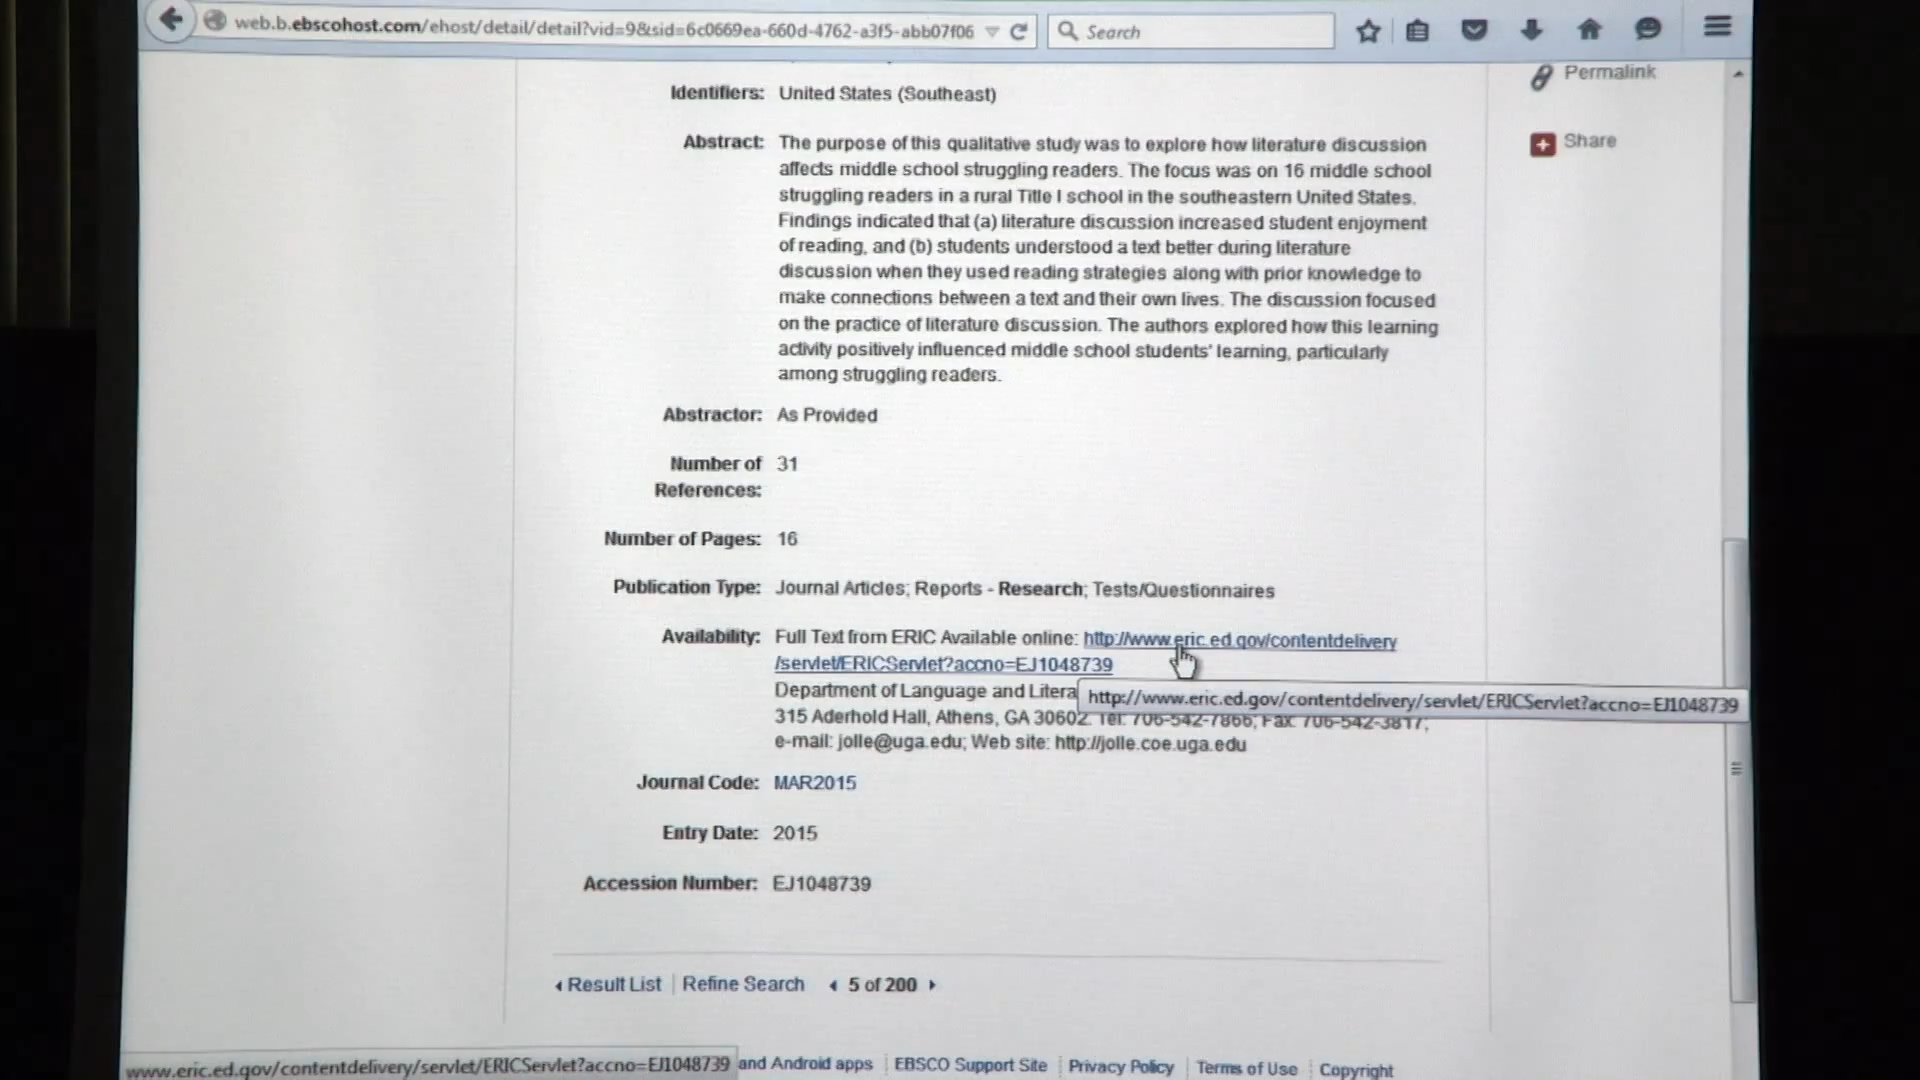 web.b.ebscohost.com/ehost/detail/detail?vid=9&sid=6c0669ea-660d-4762-a3f5-abb07f06
Search
Permalink
Share
Identifiers: United States (Southeast)
Abstract: The purpose of this qualitative study was to explore how literature discussion
affects middle school struggling readers. The focus was on 16 middle school
struggling readers in a rural Title I school in the southeastern United States.
Findings indicated that (a) literature discussion increased student enjoyment
of reading, and (b) students understood a text better during literature
discussion when they used reading strategies along with prior knowledge to
make connections between a text and their own lives. The discussion focused
on the practice of literature discussion. The authors explored how this learning
activity positively influenced middle school students' learning, particularly
among struggling readers.
Abstractor: As Provided
Number of References: 31
Number of Pages: 16
Publication Type: Journal Articles; Reports - Research; Tests/Questionnaires
Availability: Full Text from ERIC Available online: http://www.eric.ed.gov/contentdelivery
/servlet/ERICServlet?accno=EJ1048739
Department of Language and Litera
http://www.eric.ed.gov/contentdelivery/servlet/ERICServlet?accno=EJ1048739
315 Aderhold Hall, Athens, GA 30602. Tel: 706-542-7866; Fax: 706-542-3817;
e-mail: jolle@uga.edu; Web site: http://jolle.coe.uga.edu
Journal Code: MAR2015
Entry Date: 2015
Accession Number: EJ1048739
Result List Refine Search 5 of 200
www.eric.ed.gov/contentdelivery/servlet/ERICServlet?accno=EJ1048739
and Android apps EBSCO Support Site Privacy Policy Terms of Use Copyright